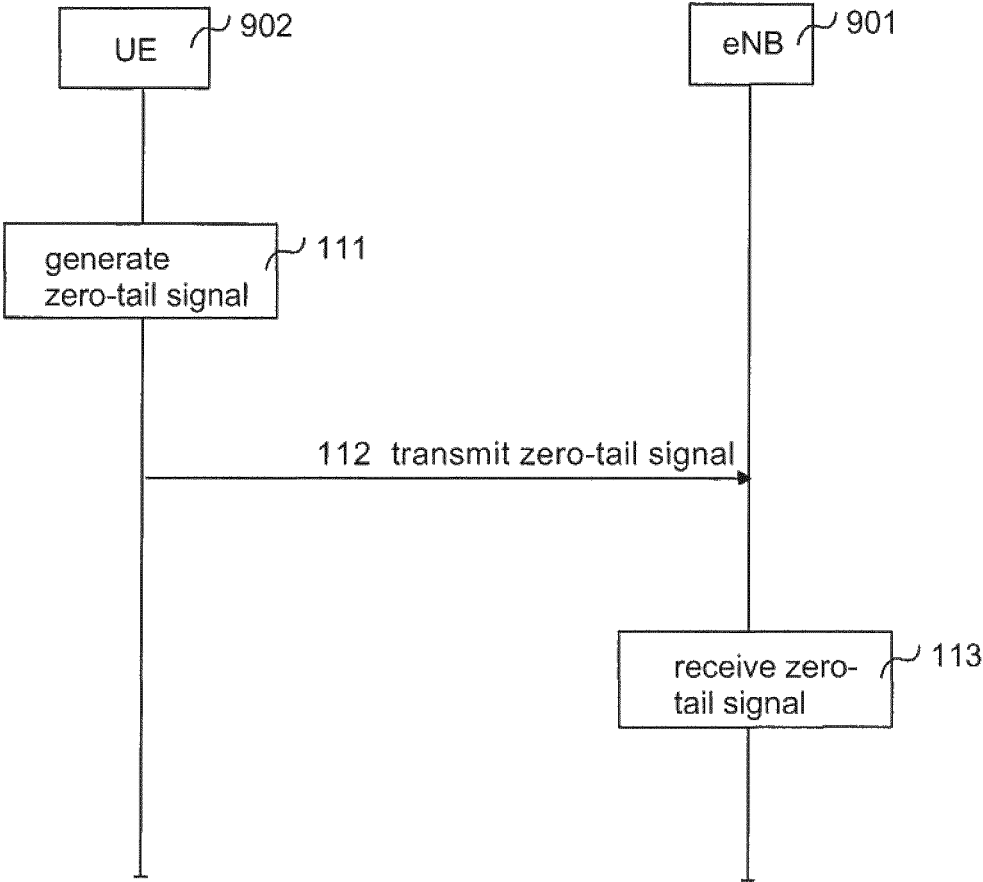 UE
902
eNB
901
generate
zero-tail signal
111
112 transmit zero-tail signal
receive zero-
tail signal
113